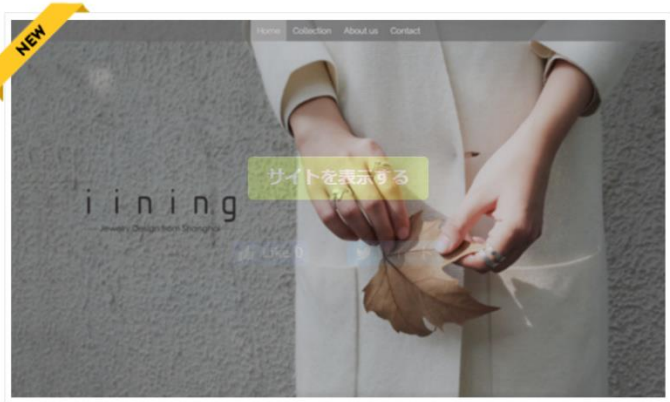 NEW
Home Collection About us Contact
サイトを表示する
iining
Jewelry Design from Shanghai
Like 0